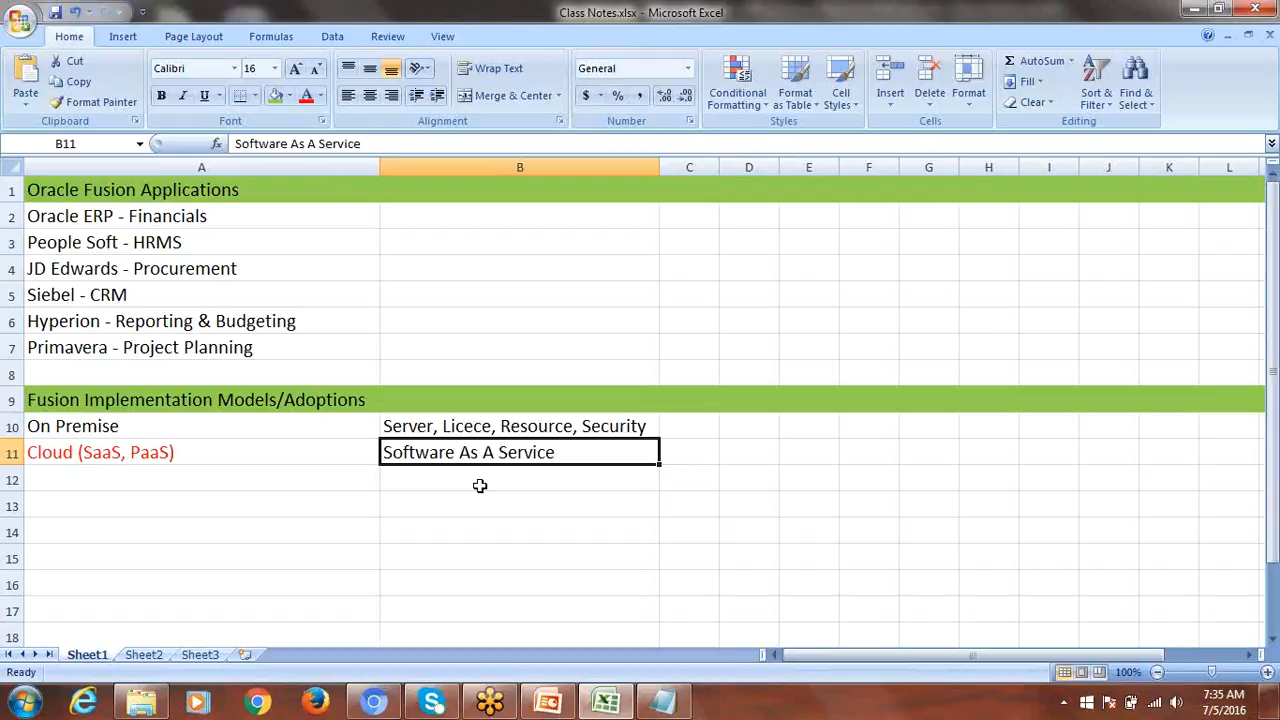 Class Notes.xlsx - Microsoft Excel
Home Insert Page Layout Formulas Data Review View
Paste
Cut
Copy
Format Painter
Clipboard
Calibri 16
B I U
Font
Wrap Text
Merge & Center
Alignment
General
$ % ,
Number
Conditional Formatting
Format as Table
Cell Styles
Styles
Insert
Delete
Format
Cells
AutoSum
Fill
Clear
Sort & Filter
Find & Select
Editing
B11 fx Software As A Service
A B C D E F G H I J K L
1 Oracle Fusion Applications
2 Oracle ERP - Financials
3 People Soft - HRMS
4 JD Edwards - Procurement
5 Siebel - CRM
6 Hyperion - Reporting & Budgeting
7 Primavera - Project Planning
8
9 Fusion Implementation Models/Adoptions
10 On Premise Server, Licece, Resource, Security
11 Cloud (SaaS, PaaS) Software As A Service
12
13
14
15
16
17
18
Sheet1 Sheet2 Sheet3
Ready 100%
7:35 AM
7/5/2016